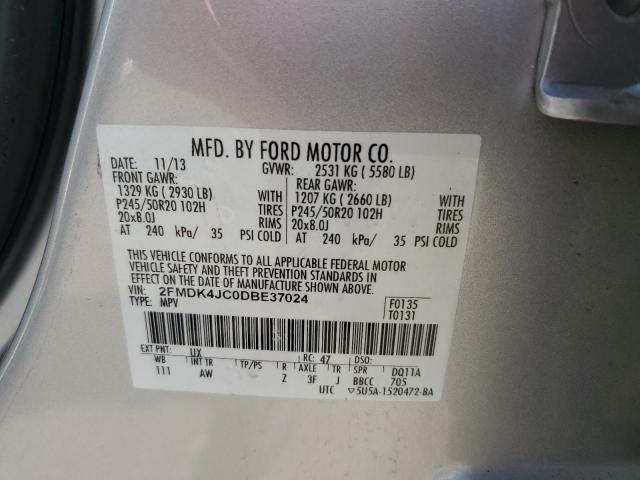 MFD. BY FORD MOTOR CO.
DATE: 11/13 GVWR: 2531 KG ( 5580 LB)
FRONT GAWR: REAR GAWR:
1329 KG ( 2930 LB) WITH 1207 KG ( 2660 LB) WITH
P245/50R20 102H TIRES P245/50R20 102H TIRES
20x8.0J RIMS 20x8.0J RIMS
AT 240 kPa/ 35 PSI COLD AT 240 kPa/ 35 PSI COLD
THIS VEHICLE CONFORMS TO ALL APPLICABLE FEDERAL MOTOR
VEHICLE SAFETY AND THEFT PREVENTION STANDARDS IN
EFFECT ON THE DATE OF MANUFACTURE SHOWN ABOVE.
VIN: 2FMDK4JC0DBE37024
TYPE: MPV
F0135
T0131
EXT PNT: UX RC: 47 DSO:
WB INT TR TP/PS R AXLE TR SPR DQ11A
111 AW Z 3F J BBCC 705
UTC ▽5U5A-1520472-BA